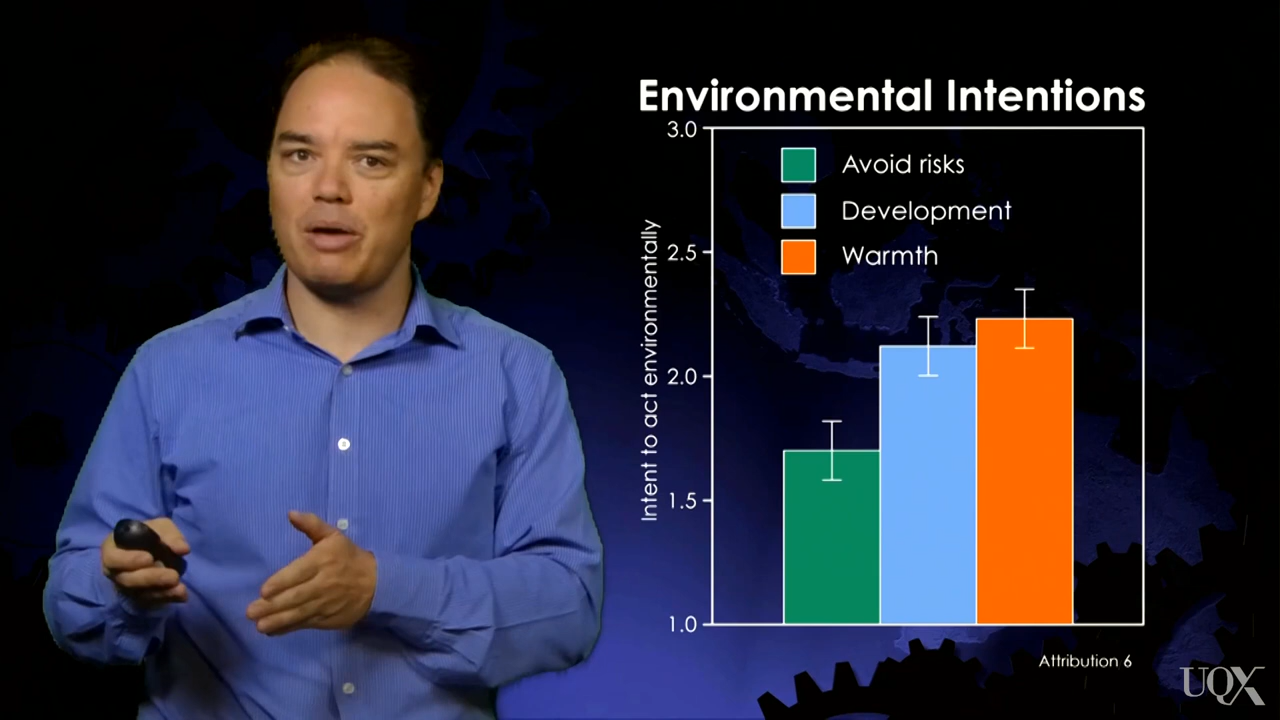 Environmental Intentions
3.0
Avoid risks
Development
2.5
Warmth
Intent to act environmentally
2.0
1.5
1.0
Attribution 6
UQX